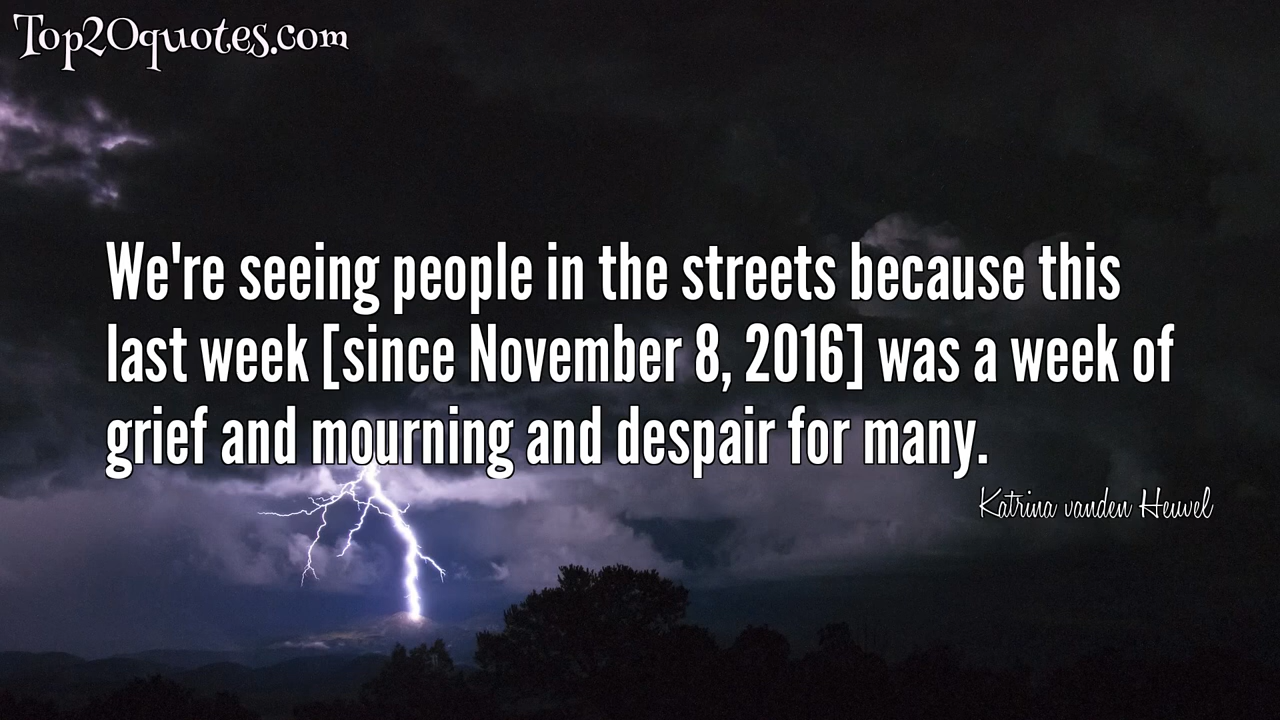 Top20quotes.com
We're seeing people in the streets because this
last week [since November 8, 2016] was a week of
grief and mourning and despair for many.
Katrina vanden Heuvel